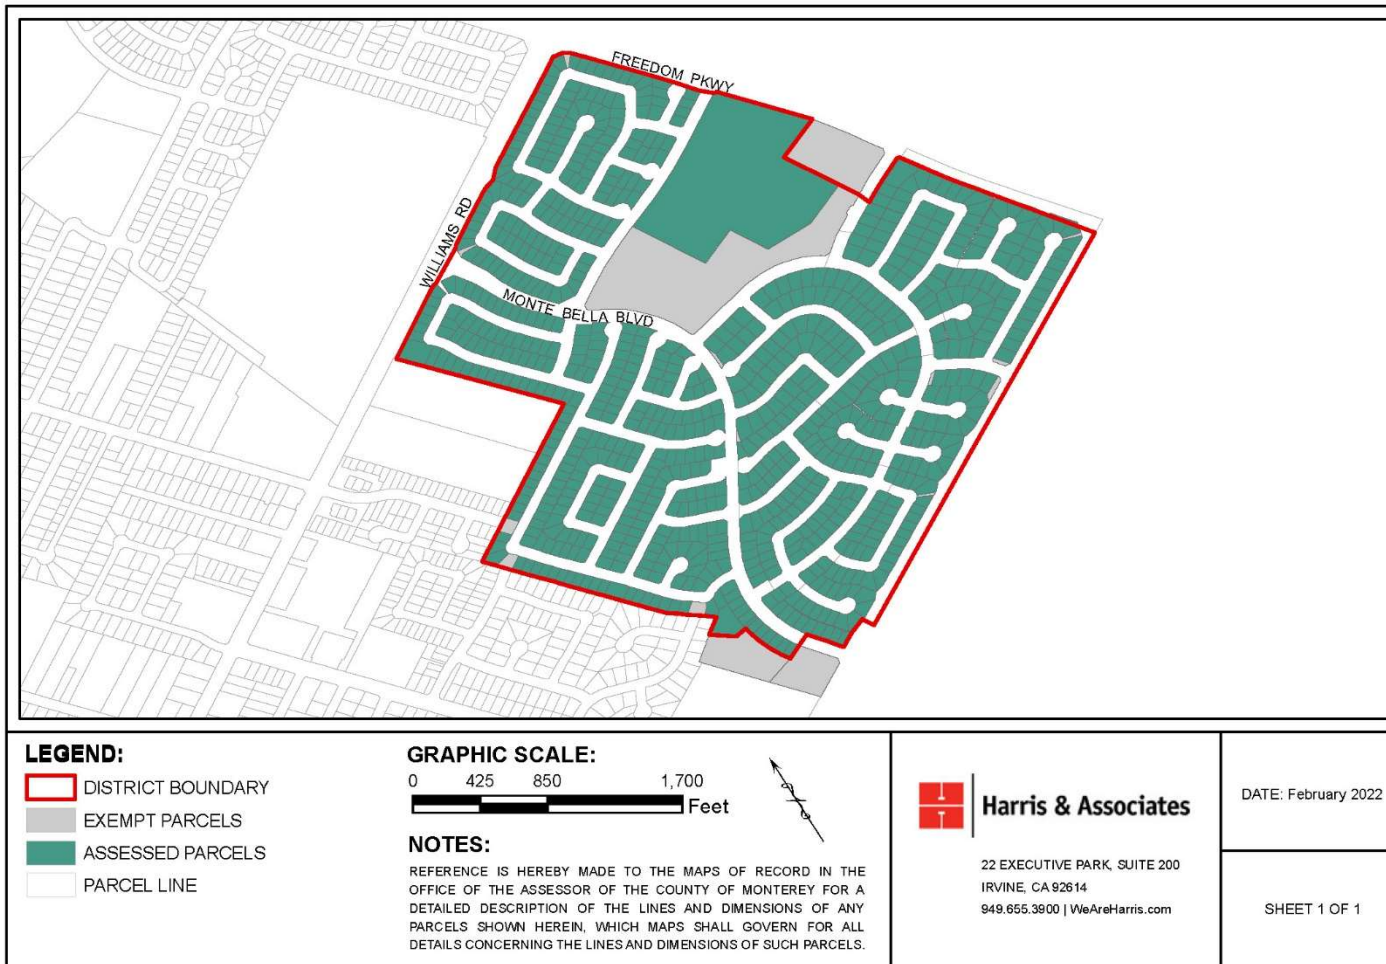 FREEDOM PKWY
WILLIAMS RD
MONTE BELLA BLVD
LEGEND:
DISTRICT BOUNDARY
EXEMPT PARCELS
ASSESSED PARCELS
PARCEL LINE
GRAPHIC SCALE:
0 425 850 1,700
Feet
NOTES:
REFERENCE IS HEREBY MADE TO THE MAPS OF RECORD IN THE
OFFICE OF THE ASSESSOR OF THE COUNTY OF MONTEREY FOR A
DETAILED DESCRIPTION OF THE LINES AND DIMENSIONS OF ANY
PARCELS SHOWN HEREIN, WHICH MAPS SHALL GOVERN FOR ALL
DETAILS CONCERNING THE LINES AND DIMENSIONS OF SUCH PARCELS.
Harris & Associates
22 EXECUTIVE PARK, SUITE 200
IRVINE, CA 92614
949.655.3900 | WeAreHarris.com
DATE: February 2022
SHEET 1 OF 1